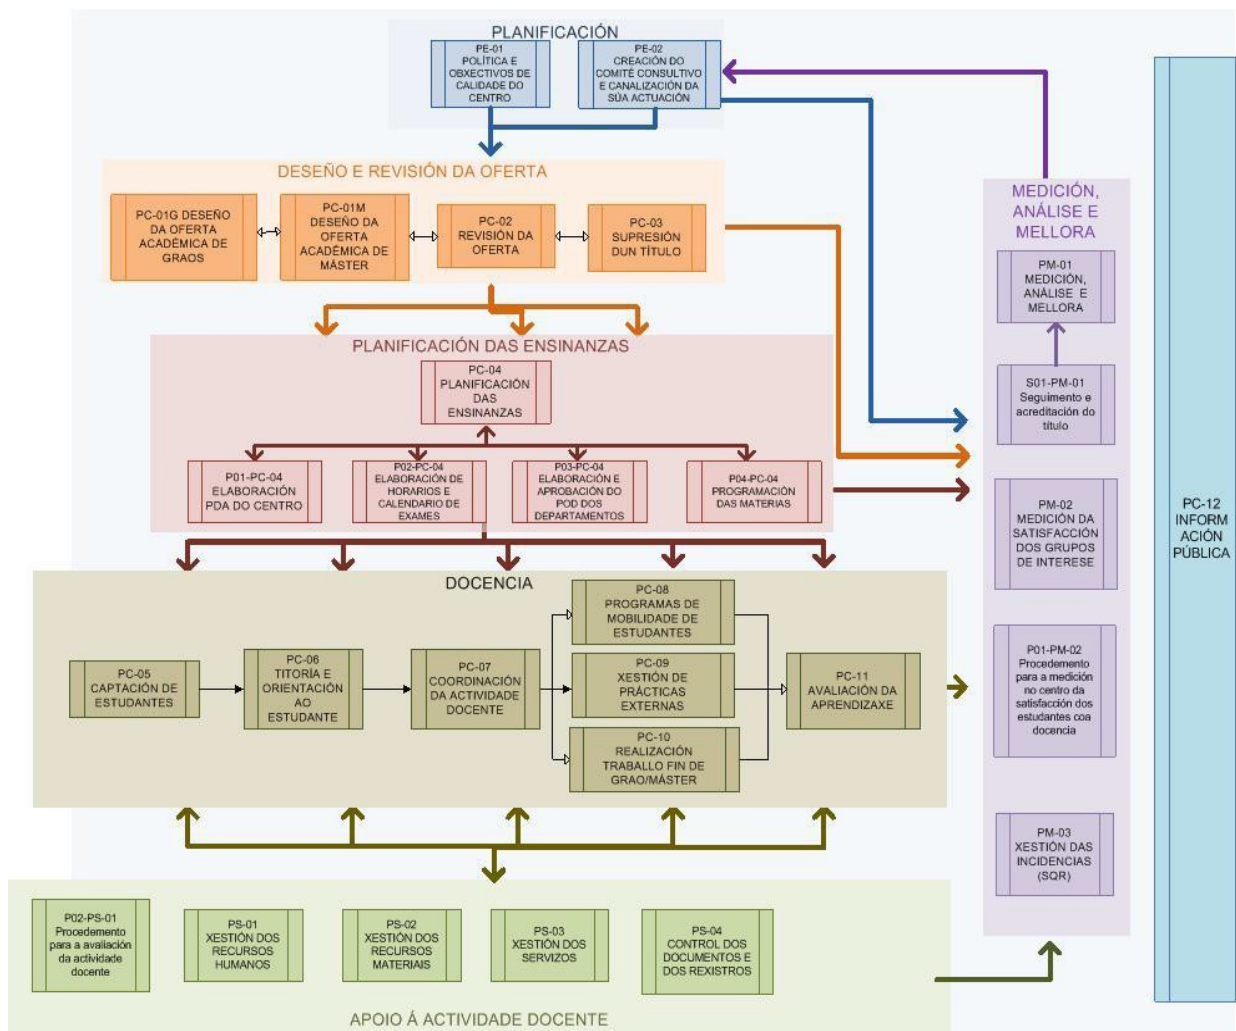 PLANIFICACIÓN
PE-01
POLÍTICA E
OBXECTIVOS DE
CALIDADE DO
CENTRO
PE-02
CREACIÓN DO
COMITÉ CONSULTIVO
E CANALIZACIÓN DA
SÚA ACTUACIÓN
DESEÑO E REVISIÓN DA OFERTA
PC-01G DESEÑO
DA OFERTA
ACADÉMICA DE
GRAOS
PC-01M
DESEÑO DA
OFERTA
ACADÉMICA DE
MÁSTER
PC-02
REVISIÓN DA
OFERTA
PC-03
SUPRESIÓN
DUN TÍTULO
PLANIFICACIÓN DAS ENSINANZAS
PC-04
PLANIFICACIÓN
DAS
ENSINANZAS
P01-PC-04
ELABORACIÓN
PDA DO CENTRO
P02-PC-04
ELABORACIÓN DE
HORARIOS E
CALENDARIO DE
EXAMES
P03-PC-04
ELABORACIÓN E
APROBACIÓN DO
POD DOS
DEPARTAMENTOS
P04-PC-04
PROGRAMACIÓN
DAS MATERIAS
DOCENCIA
PC-05
CAPTACIÓN DE
ESTUDANTES
PC-06
TITORÍA E
ORIENTACIÓN
AO
ESTUDANTE
PC-07
COORDINACIÓN
DA ACTIVIDADE
DOCENTE
PC-08
PROGRAMAS DE
MOBILIDADE DE
ESTUDANTES
PC-09
XESTIÓN DE
PRÁCTICAS
EXTERNAS
PC-10
REALIZACIÓN
TRABALLO FIN DE
GRAO/MÁSTER
PC-11
AVALIACIÓN DA
APRENDIZAXE
P02-PS-01
Procedemento
para a avaliación
da actividade
docente
PS-01
XESTIÓN DOS
RECURSOS
HUMANOS
PS-02
XESTIÓN DOS
RECURSOS
MATERIAIS
PS-03
XESTIÓN DOS
SERVIZOS
PS-04
CONTROL DOS
DOCUMENTOS E
DOS REXISTROS
APOIO Á ACTIVIDADE DOCENTE
MEDICIÓN,
ANÁLISE E
MELLORA
PM-01
MEDICIÓN,
ANÁLISE E
MELLORA
S01-PM-01
Seguimento e
acreditación do
título
PM-02
MEDICIÓN DA
SATISFACCIÓN
DOS GRUPOS
DE INTERESE
P01-PM-02
Procedemento
para a medición
no centro da
satisfacción dos
estudantes coa
docencia
PM-03
XESTIÓN DAS
INCIDENCIAS
(SQR)
PC-12
INFORM
ACIÓN
PÚBLICA